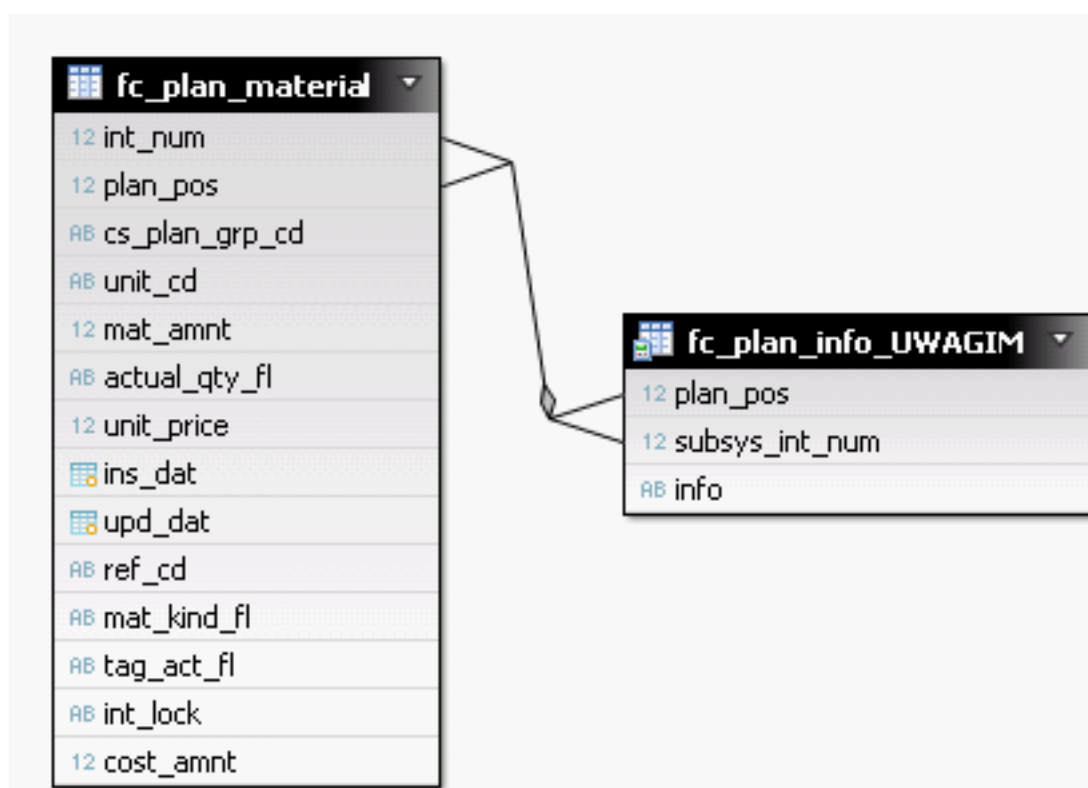 fc_plan_material
12 int_num
12 plan_pos
AB cs_plan_grp_cd
AB unit_cd
12 mat_amnt
AB actual_qty_fl
12 unit_price
ins_dat
upd_dat
AB ref_cd
AB mat_kind_fl
AB tag_act_fl
AB int_lock
12 cost_amnt
fc_plan_info_UWAGIM
12 plan_pos
12 subsys_int_num
AB info